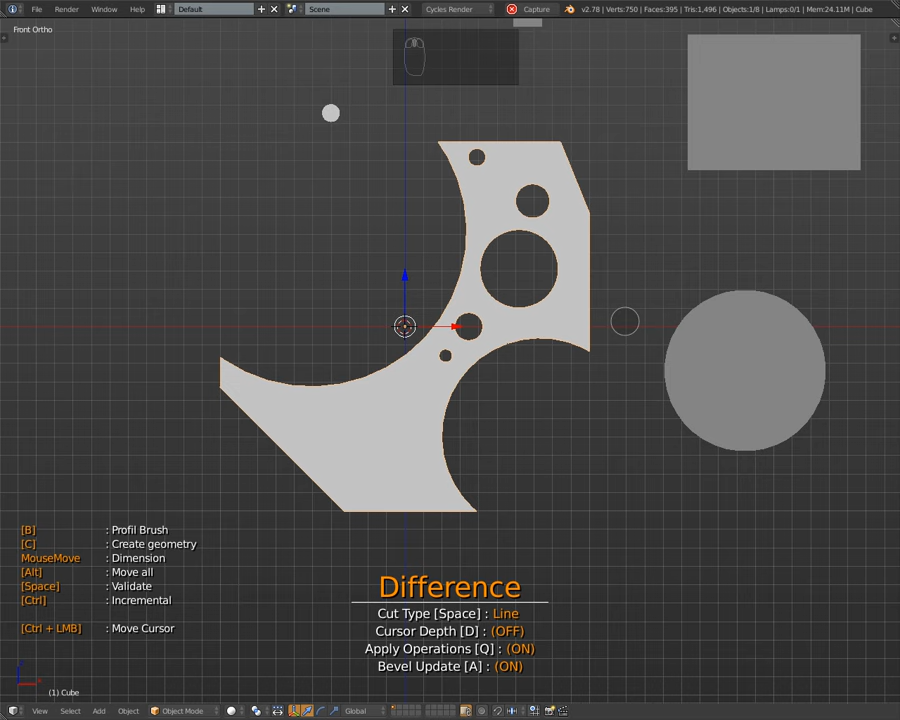 File Render Window Help Default Scene Cycles Render Capture v2.78 | Verts:750 | Faces:395 | Tris:1,496 | Objects:1/8 | Lamps:0/1 | Mem:24.11M | Cube
Front Ortho
[B] : Profil Brush
[C] : Create geometry
MouseMove : Dimension
[Alt] : Move all
[Space] : Validate
[Ctrl] : Incremental
[Ctrl + LMB] : Move Cursor
Difference
Cut Type [Space] : Line
Cursor Depth [D] : (OFF)
Apply Operations [Q] : (ON)
Bevel Update [A] : (ON)
(1) Cube
View Select Add Object Object Mode Global